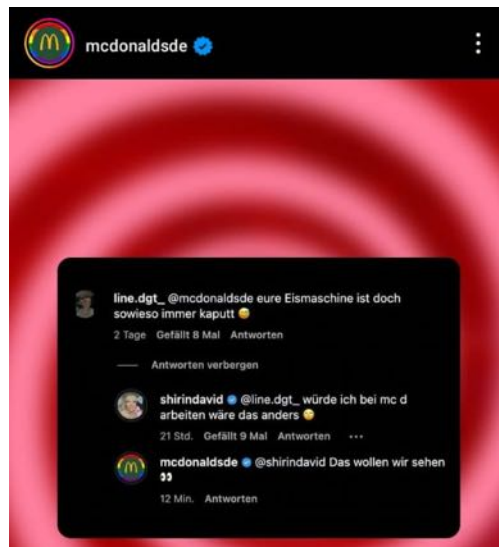 mcdonaldsde
line.dgt_ @mcdonaldsde eure Eismaschine ist doch
sowieso immer kaputt 😅
2 Tage Gefällt 8 Mal Antworten
Antworten verbergen
shirindavid @line.dgt_ würde ich bei mc d
arbeiten wäre das anders 😌
21 Std. Gefällt 9 Mal Antworten ...
mcdonaldsde @shirindavid Das wollen wir sehen
👀
12 Min. Antworten